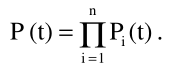 P (t) = ∏_{i=1}^{n} P_i (t) .